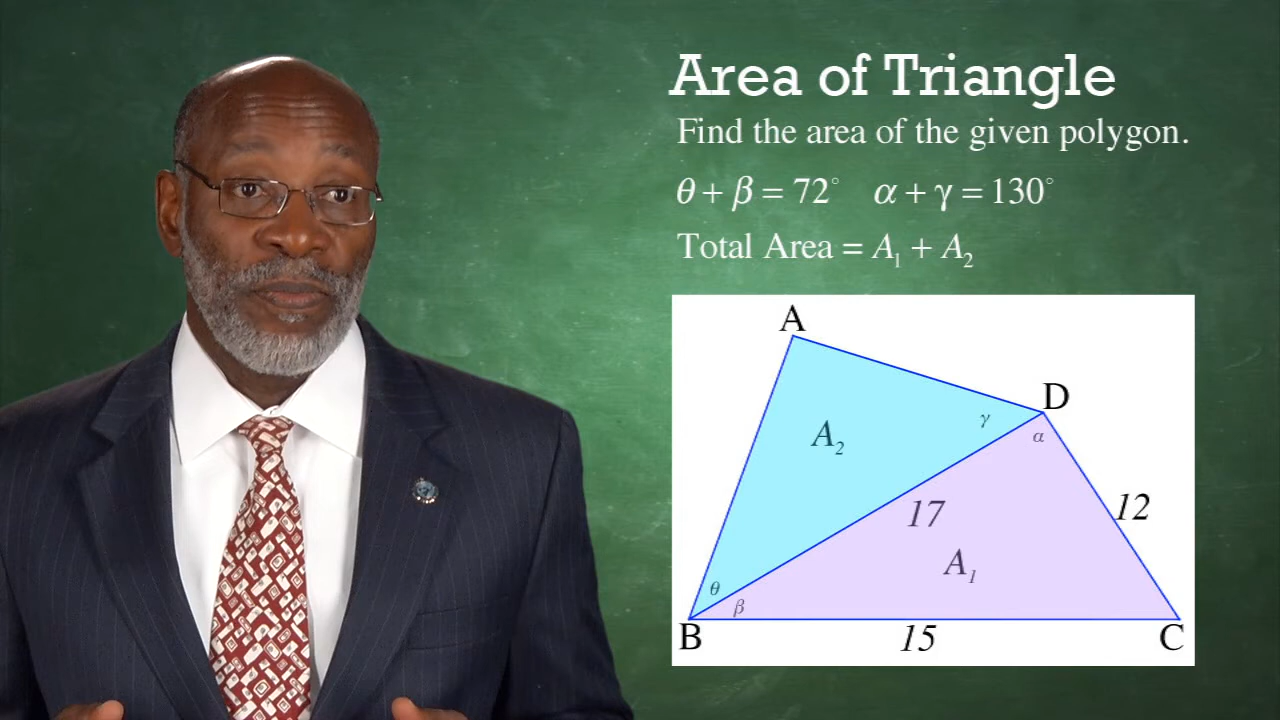 Area of Triangle
Find the area of the given polygon.
θ + β = 72° α + γ = 130°
Total Area = A₁ + A₂
A
D
γ
α
A₂
12
17
A₁
θ
β
B
15
C